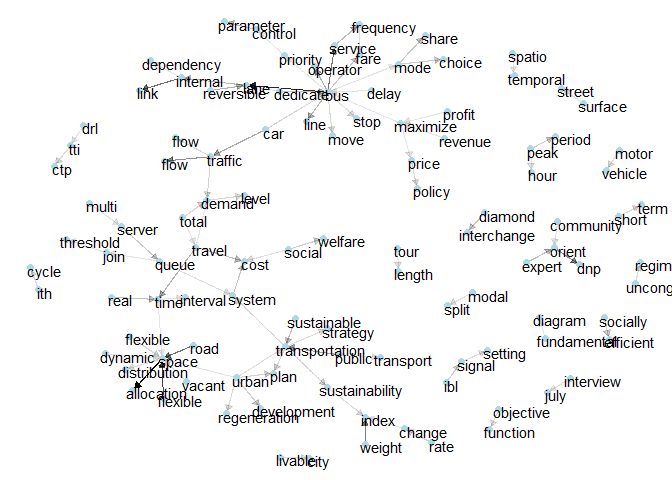 parameter
control
frequency
service
share
dependency
priority
fare
operator
mode
choice
spatio
temporal
internal
link
reversible
lane
dedicate
bus
delay
street
surface
line
stop
move
maximize
profit
revenue
drl
tti
ctp
flow
car
flow
traffic
price
policy
peak
period
hour
motor
vehicle
multi
demand
level
total
server
threshold
join
travel
queue
cost
social
welfare
tour
length
diamond
interchange
community
term
short
orient
expert
dnp
cycle
ith
regim
uncong
real
time
interval
system
modal
split
sustainable
strategy
diagram
fundamental
socially
efficient
flexible
road
dynamic
space
distribution
transportation
public
transport
setting
signal
vacant
urban
plan
allocation
flexible
sustainability
ibl
interview
july
development
regeneration
index
change
rate
weight
objective
function
livable
city